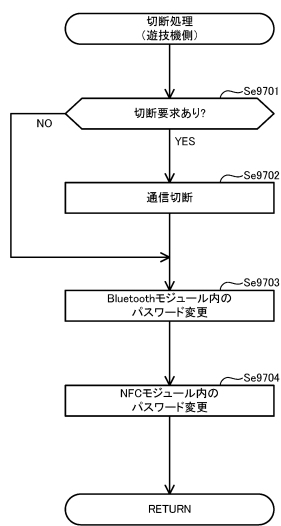 切断処理
（遊技機側）
Se9701
切断要求あり?
NO
YES
Se9702
通信切断
Se9703
Bluetoothモジュール内の
パスワード変更
Se9704
NFCモジュール内の
パスワード変更
RETURN